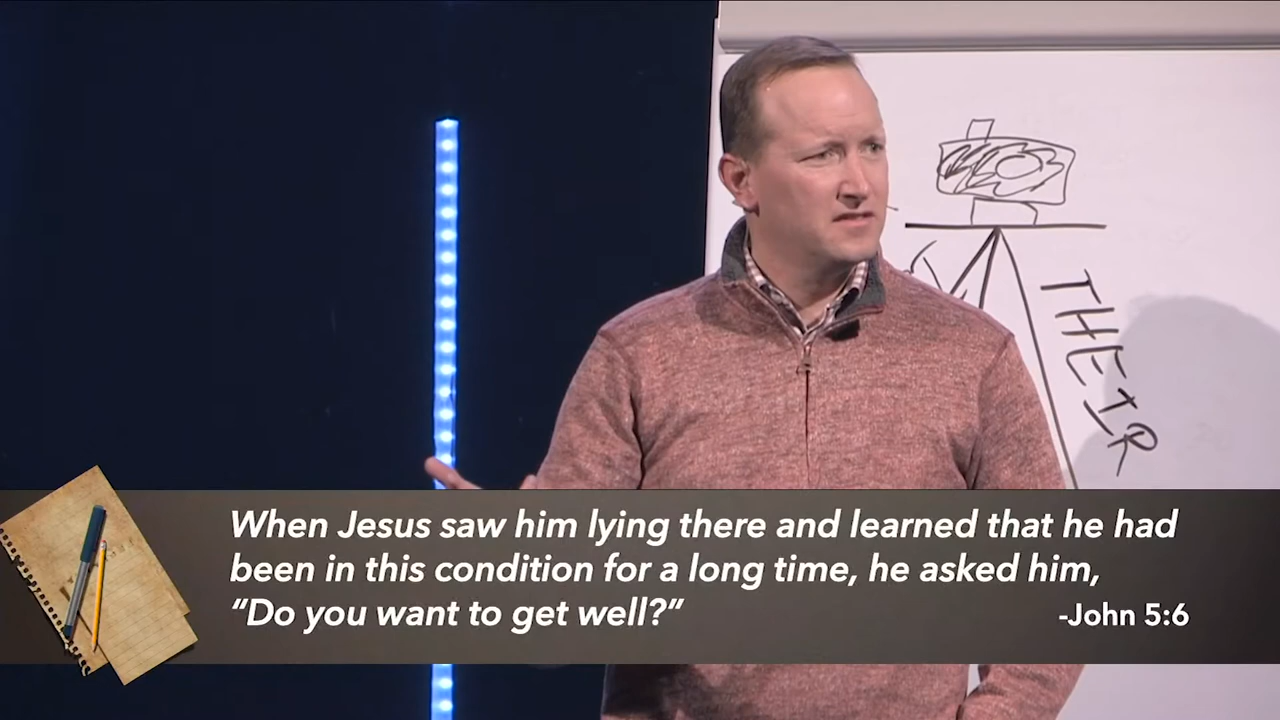 THEIR
When Jesus saw him lying there and learned that he had
been in this condition for a long time, he asked him,
“Do you want to get well?”
-John 5:6